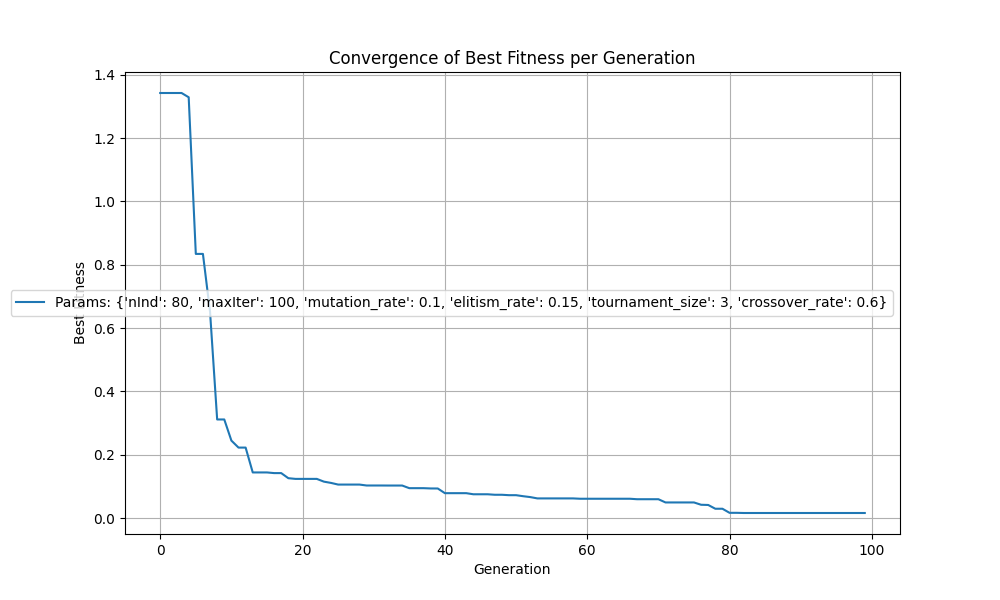 Convergence of Best Fitness per Generation
1.4
1.2
1.0
0.8
0.6
0.4
0.2
0.0
Best Fitness
Params: {'nInd': 80, 'maxIter': 100, 'mutation_rate': 0.1, 'elitism_rate': 0.15, 'tournament_size': 3, 'crossover_rate': 0.6}
0 20 40 60 80 100
Generation